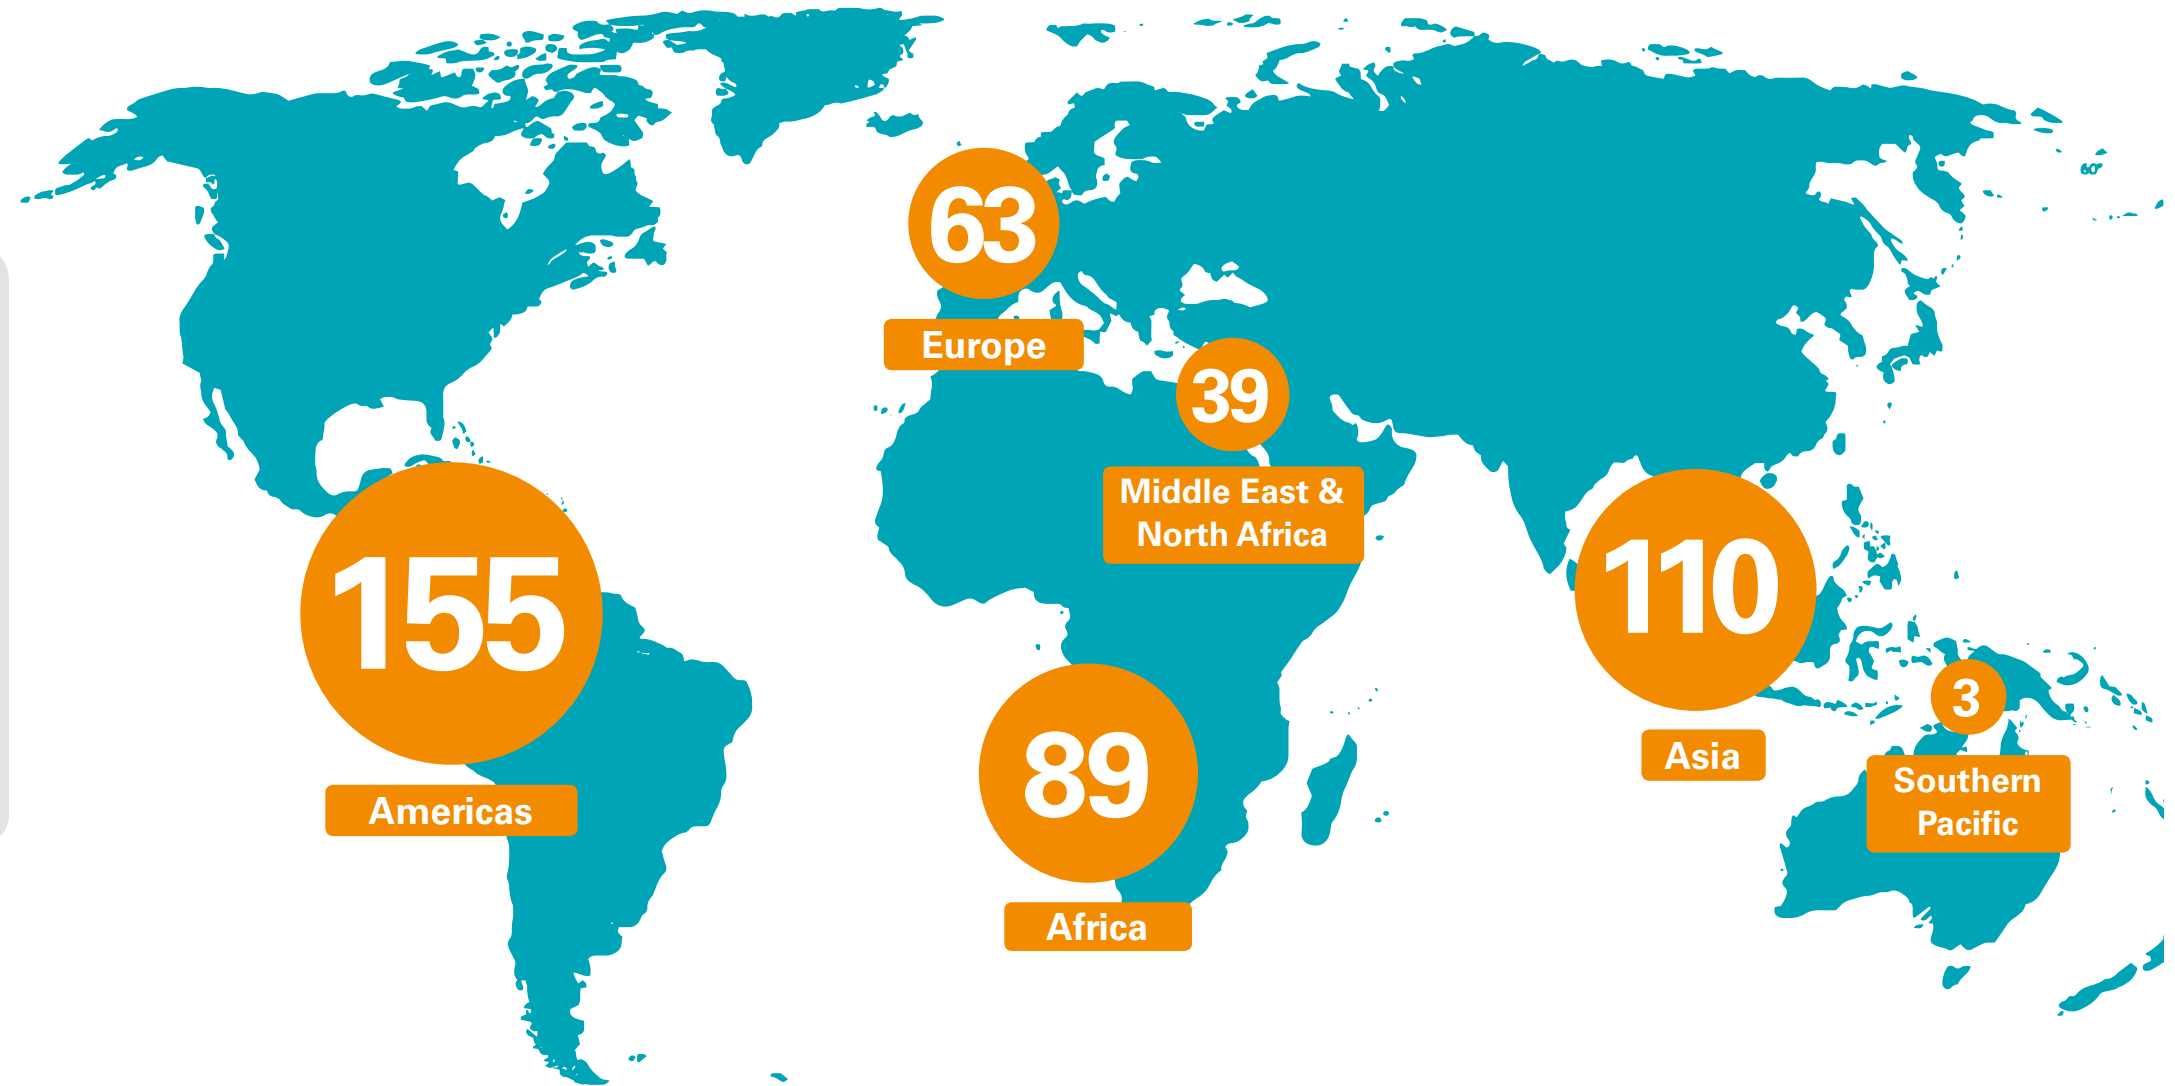 63
Europe
39
Middle East &
North Africa
155
Americas
110
Asia
3
Southern
Pacific
89
Africa